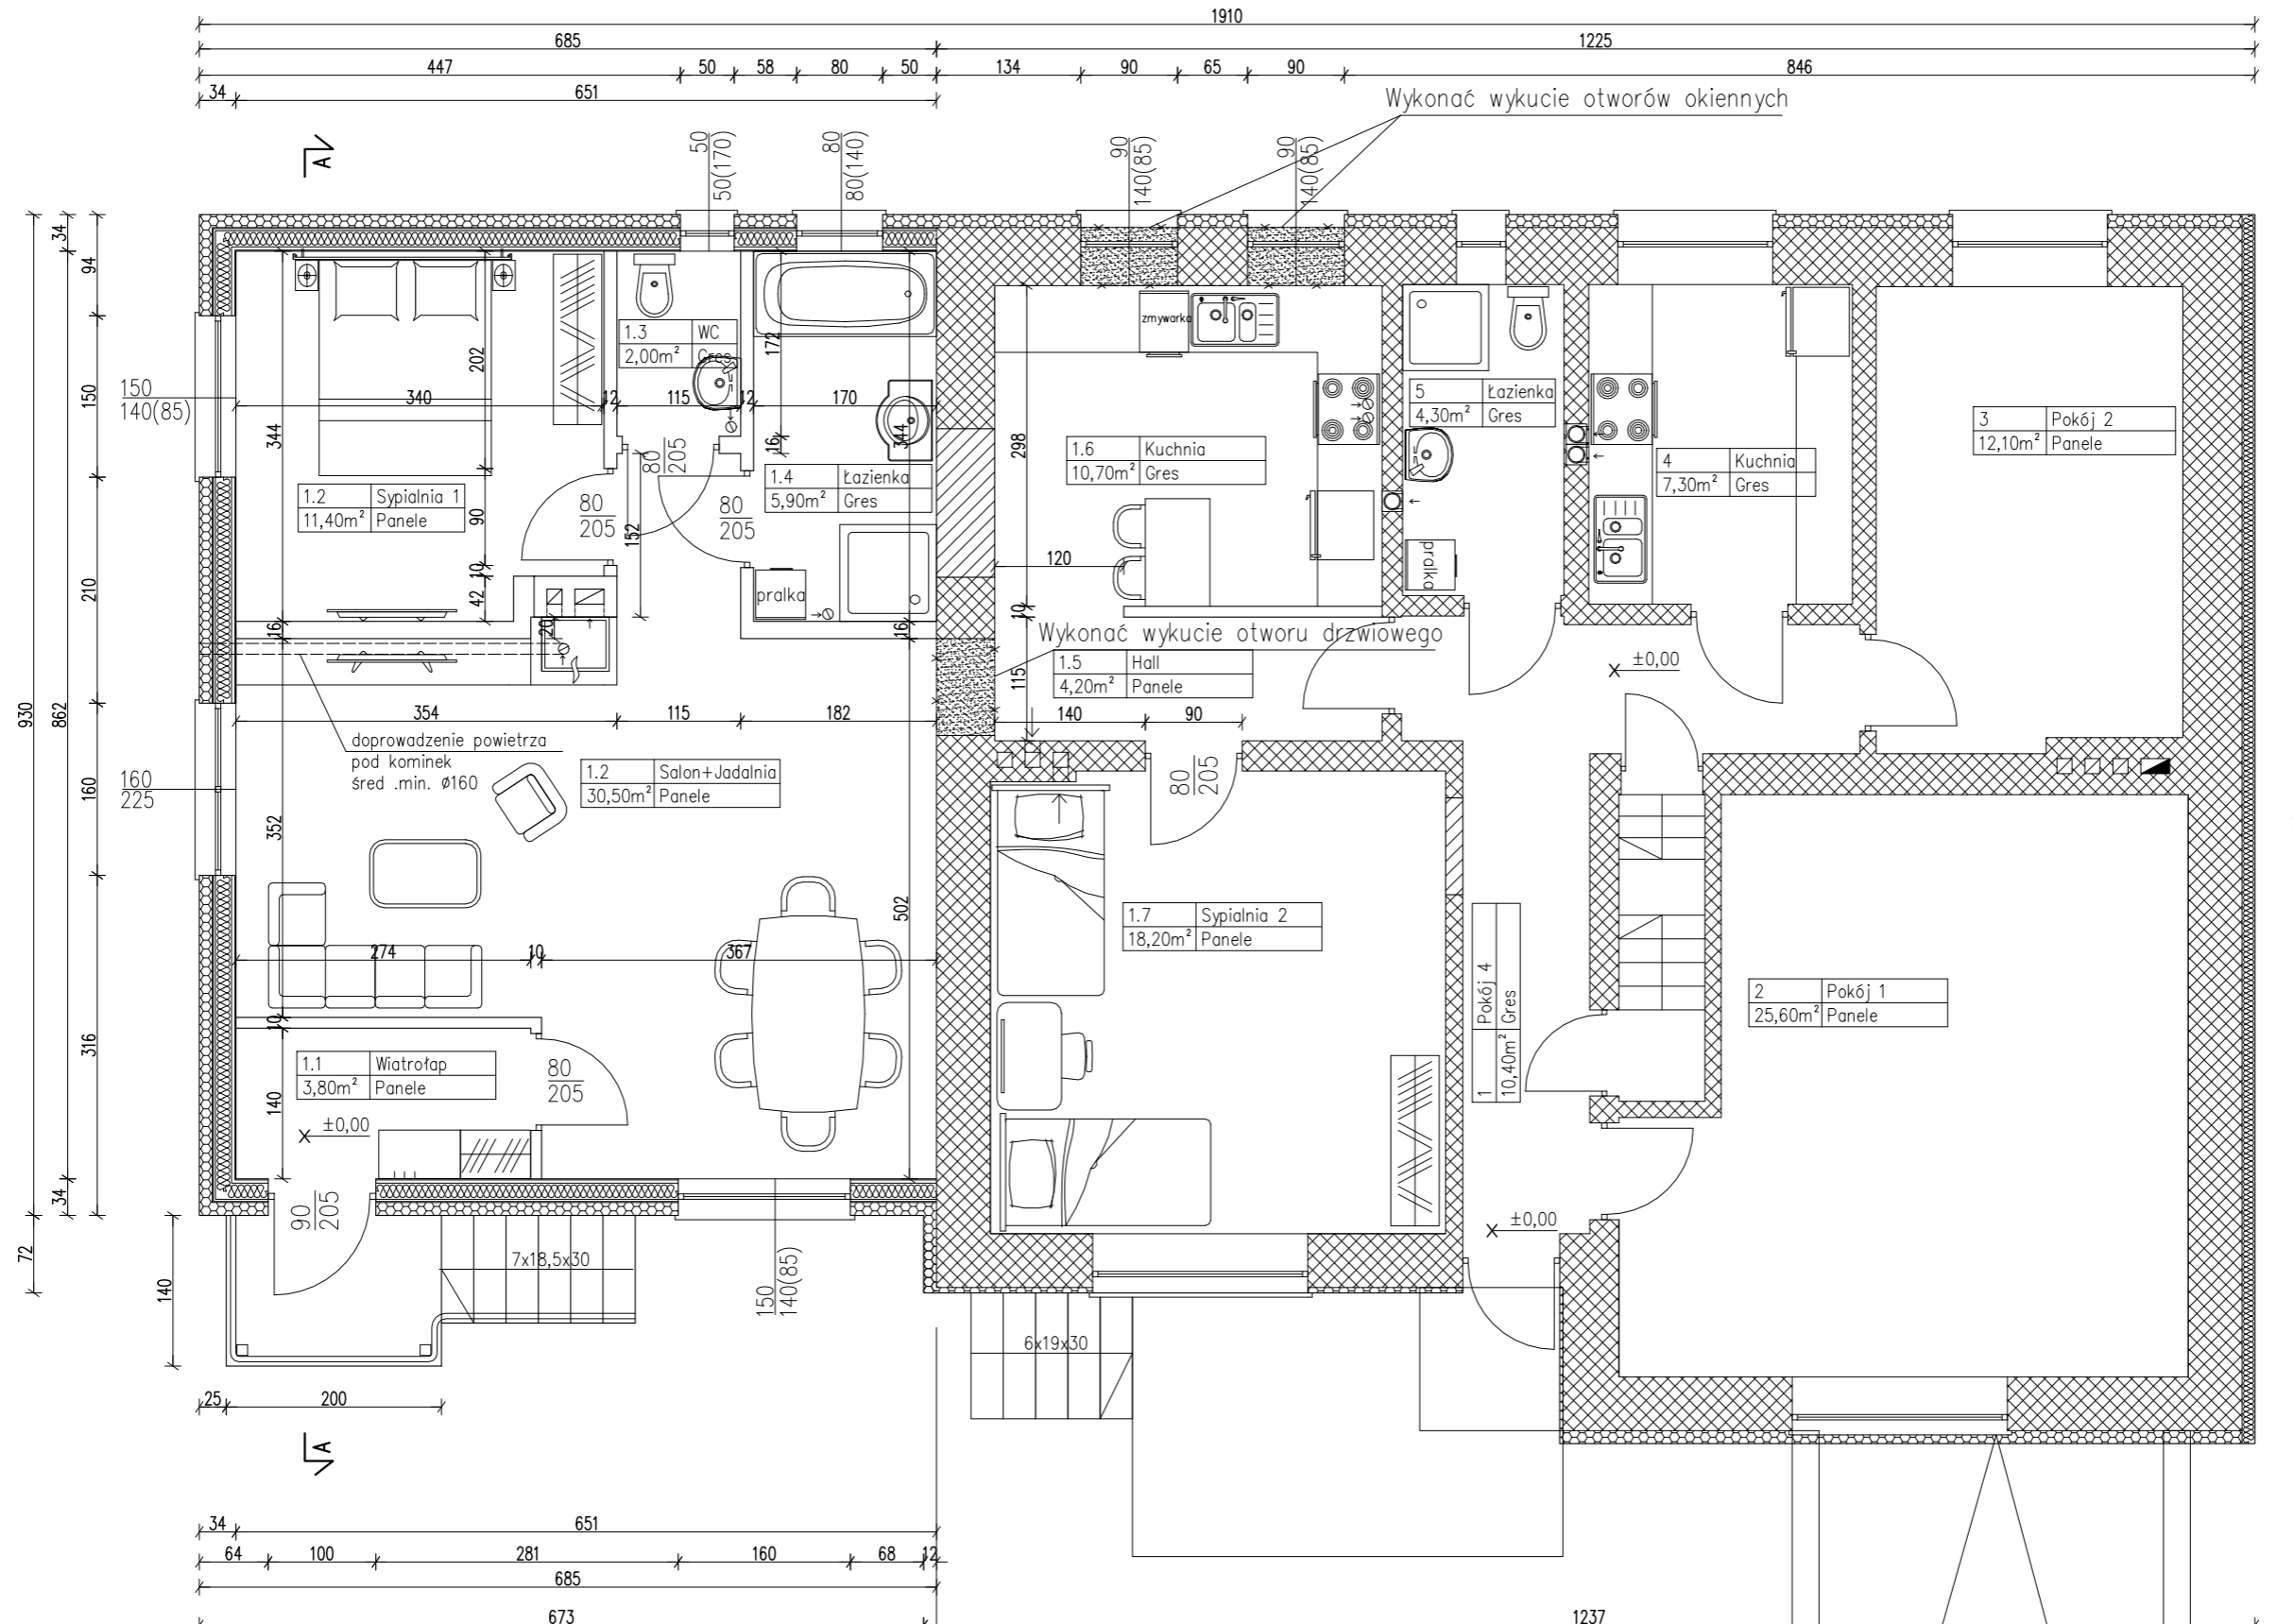 1910
685 1225
447 50 58 80 50 134 90 65 90 846
34 651
Wykonać wykucie otworów okiennych
A
50
50(170)
80
80(140)
90
140(85)
90
140(85)
34
94
150
210
160
316
34
862
930
72
150
140(85)
160
225
1.3 WC
2,00m² Gres
172
202
340 12 115 12 170
344
344
16
80
205
80
205
80
205
152
90
10
42
16
20
16
1.2 Sypialnia 1
11,40m² Panele
1.4 Łazienka
5,90m² Gres
pralka
zmywarka
298
1.6 Kuchnia
10,70m² Gres
120
10
5 Łazienka
4,30m² Gres
pralka
4 Kuchnia
7,30m² Gres
3 Pokój 2
12,10m² Panele
Wykonać wykucie otworu drzwiowego
1.5 Hall
4,20m² Panele
115
±0,00
354 115 182
140 90
doprowadzenie powietrza
pod kominek
śred .min. ø160
1.2 Salon+Jadalnia
30,50m² Panele
80
205
352
502
274 10 367
1.7 Sypialnia 2
18,20m² Panele
1 Pokój 4
10,40m² Gres
2 Pokój 1
25,60m² Panele
10
140
1.1 Wiatrołap
3,80m² Panele
80
205
±0,00
90
205
±0,00
7x18,5x30
150
140(85)
140
6x19x30
25 200
A
34 651
64 100 281 160 68 12
685
673 1237